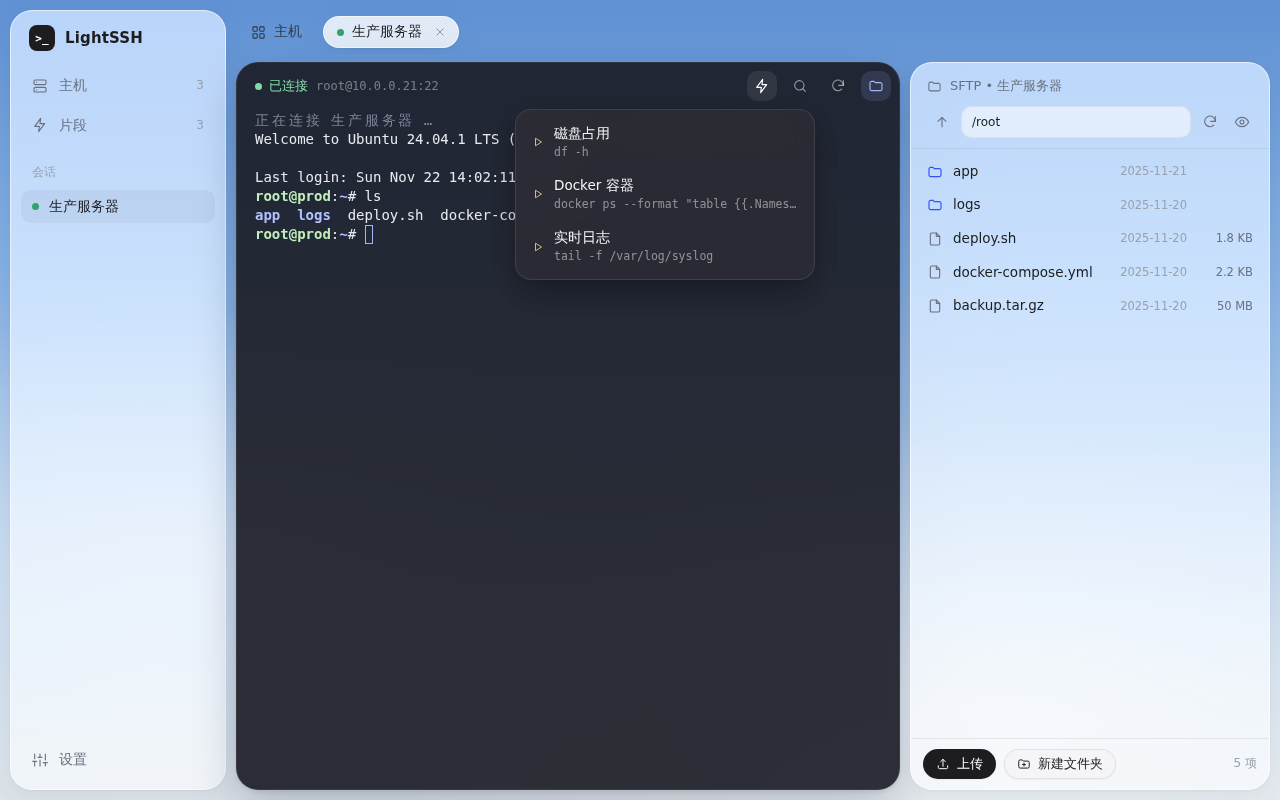 >_ LightSSH
主机 3
片段 3
会话
生产服务器
设置
主机
生产服务器
已连接 root@10.0.0.21:22
正在连接 生产服务器 …
Welcome to Ubuntu 24.04.1 LTS (
Last login: Sun Nov 22 14:02:11
root@prod:~# ls
app logs deploy.sh docker-co
root@prod:~#
磁盘占用
df -h
Docker 容器
docker ps --format "table {{.Names…
实时日志
tail -f /var/log/syslog
SFTP • 生产服务器
/root
app 2025-11-21
logs 2025-11-20
deploy.sh 2025-11-20 1.8 KB
docker-compose.yml 2025-11-20 2.2 KB
backup.tar.gz 2025-11-20 50 MB
上传
新建文件夹
5 项